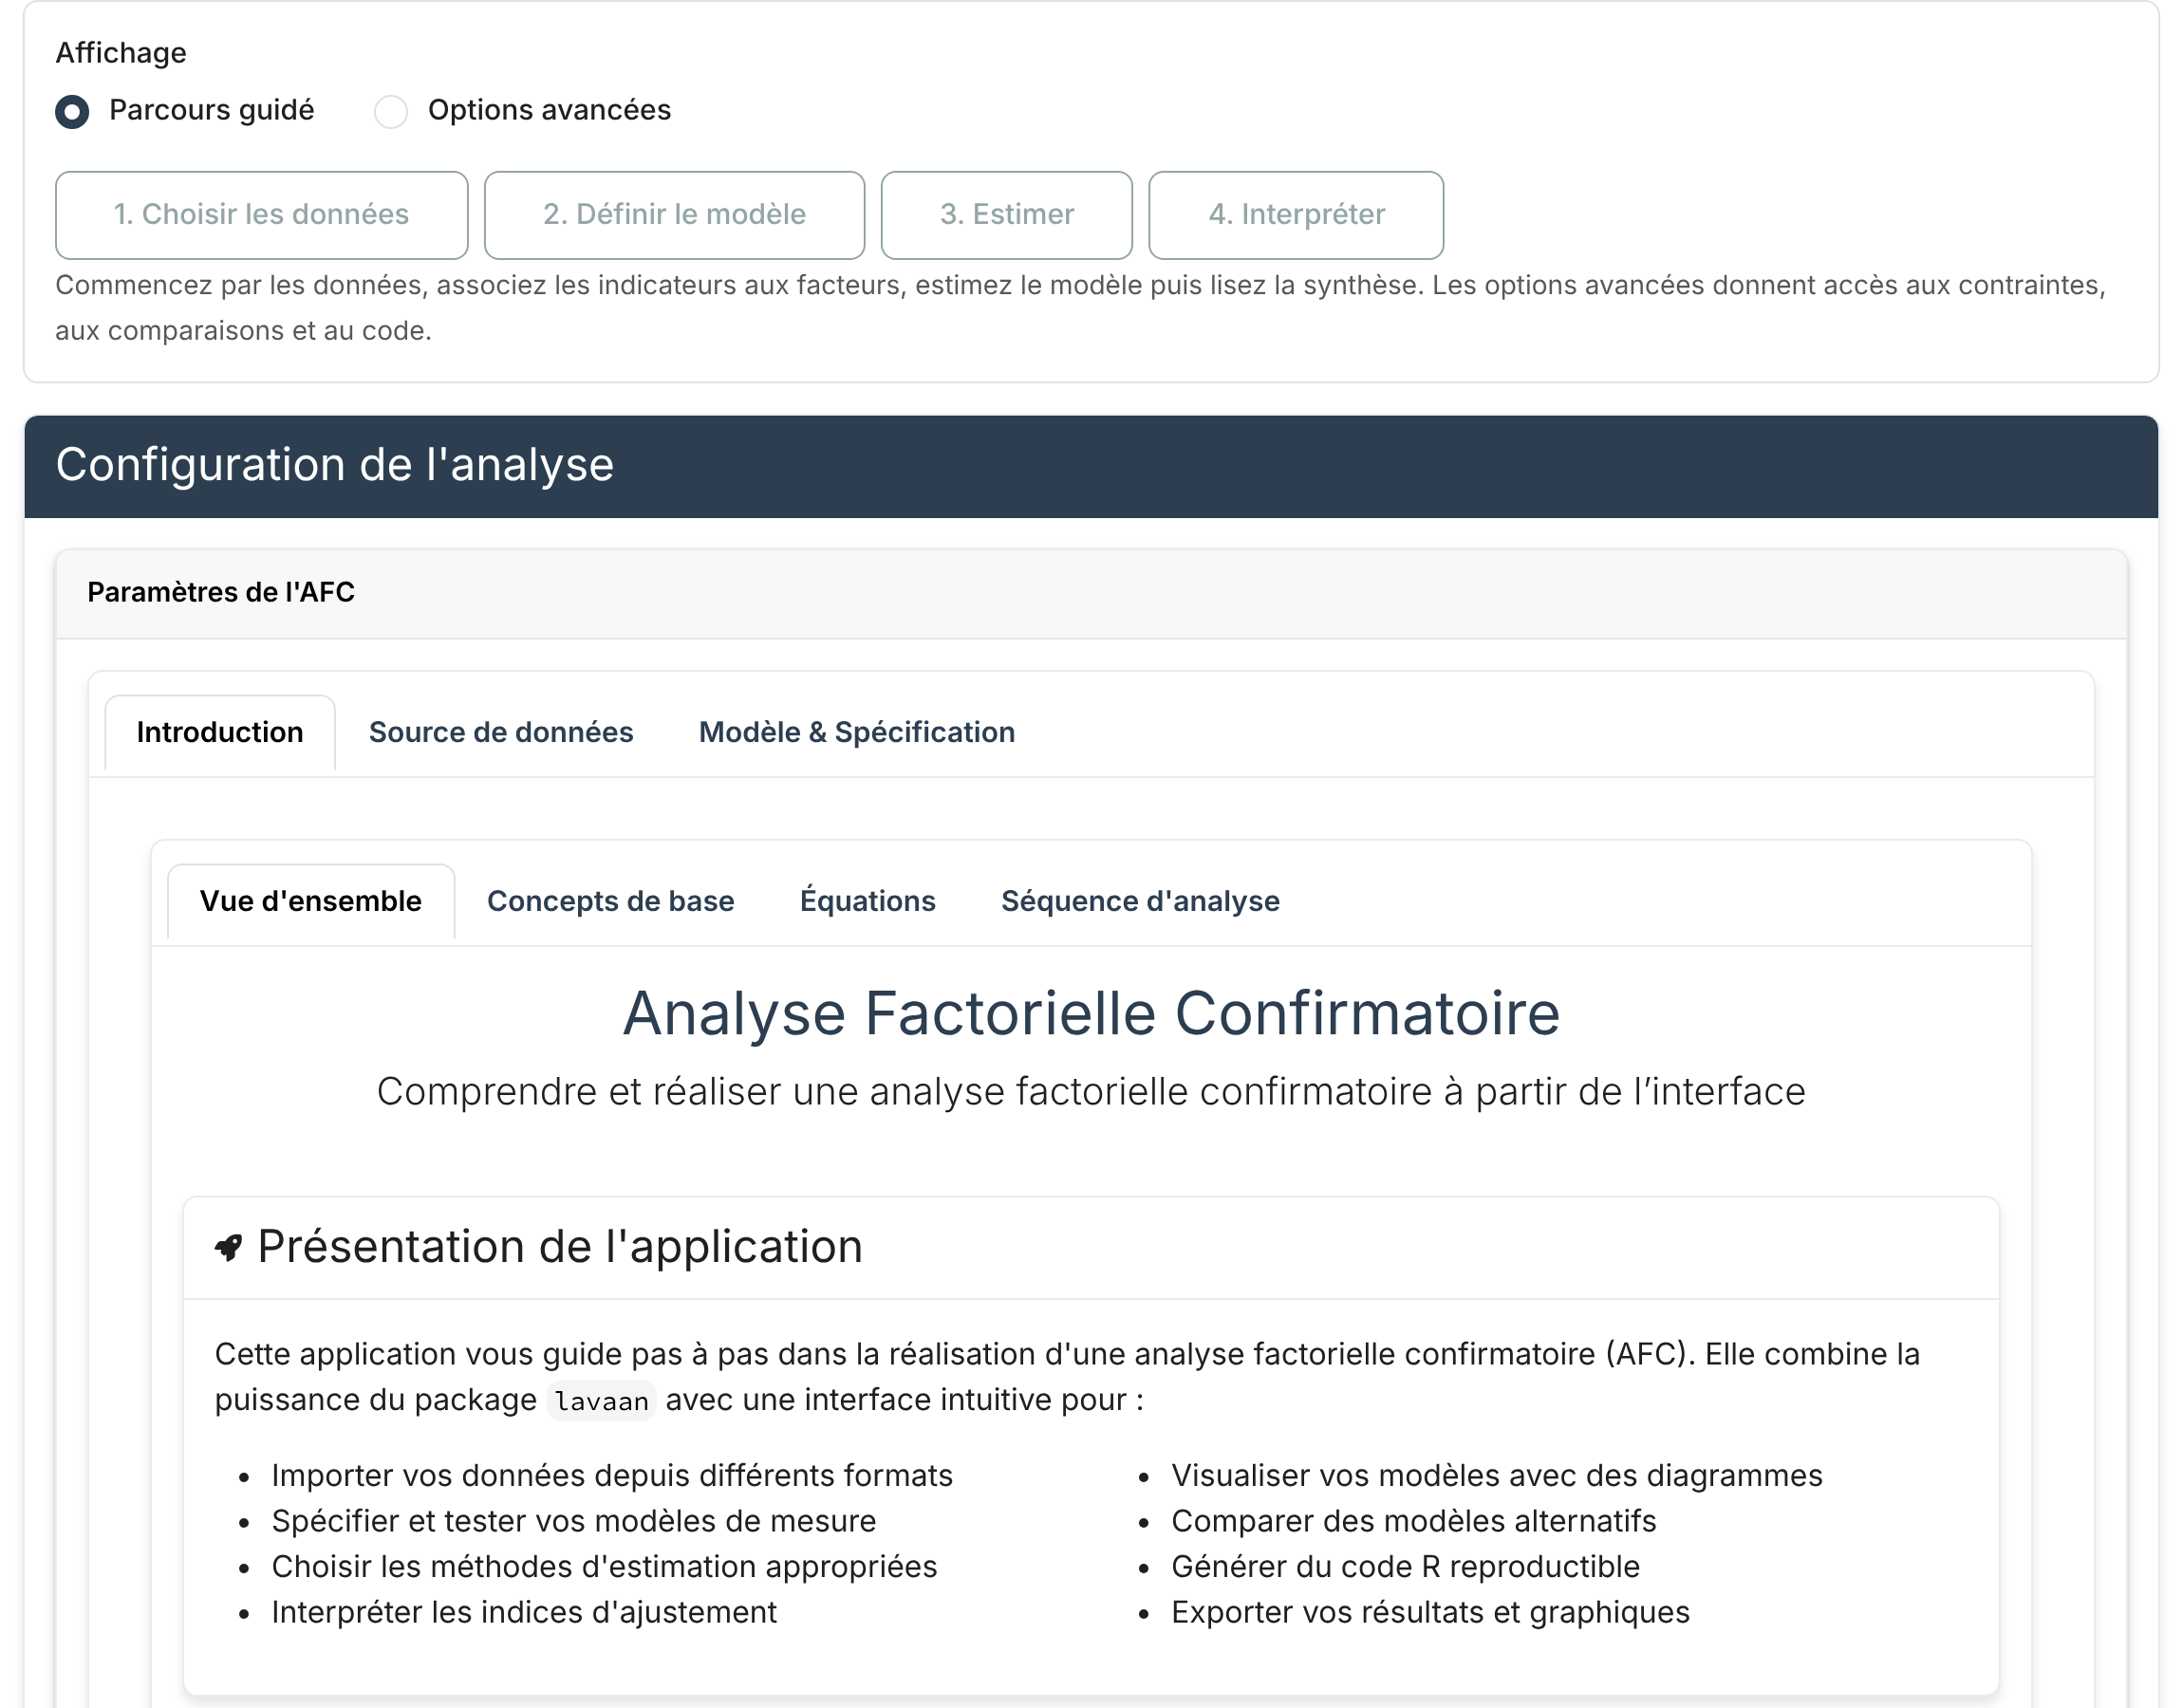 Affichage
Parcours guidé
Options avancées
1. Choisir les données
2. Définir le modèle
3. Estimer
4. Interpréter
Commencez par les données, associez les indicateurs aux facteurs, estimez le modèle puis lisez la synthèse. Les options avancées donnent accès aux contraintes,
aux comparaisons et au code.
Configuration de l'analyse
Paramètres de l'AFC
Introduction
Source de données
Modèle & Spécification
Vue d'ensemble
Concepts de base
Équations
Séquence d'analyse
Analyse Factorielle Confirmatoire
Comprendre et réaliser une analyse factorielle confirmatoire à partir de l’interface
Présentation de l'application
Cette application vous guide pas à pas dans la réalisation d'une analyse factorielle confirmatoire (AFC). Elle combine la
puissance du package lavaan avec une interface intuitive pour :
• Importer vos données depuis différents formats
• Spécifier et tester vos modèles de mesure
• Choisir les méthodes d'estimation appropriées
• Interpréter les indices d'ajustement
• Visualiser vos modèles avec des diagrammes
• Comparer des modèles alternatifs
• Générer du code R reproductible
• Exporter vos résultats et graphiques